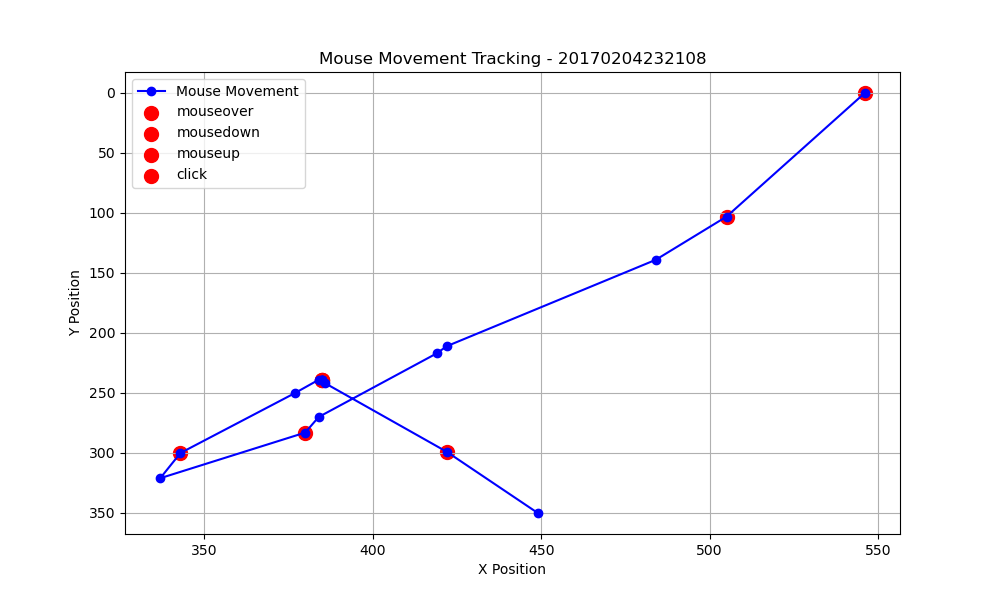 Mouse Movement Tracking - 20170204232108
Mouse Movement
mouseover
mousedown
mouseup
click
0
50
100
150
200
250
300
350
Y Position
350
400
450
500
550
X Position